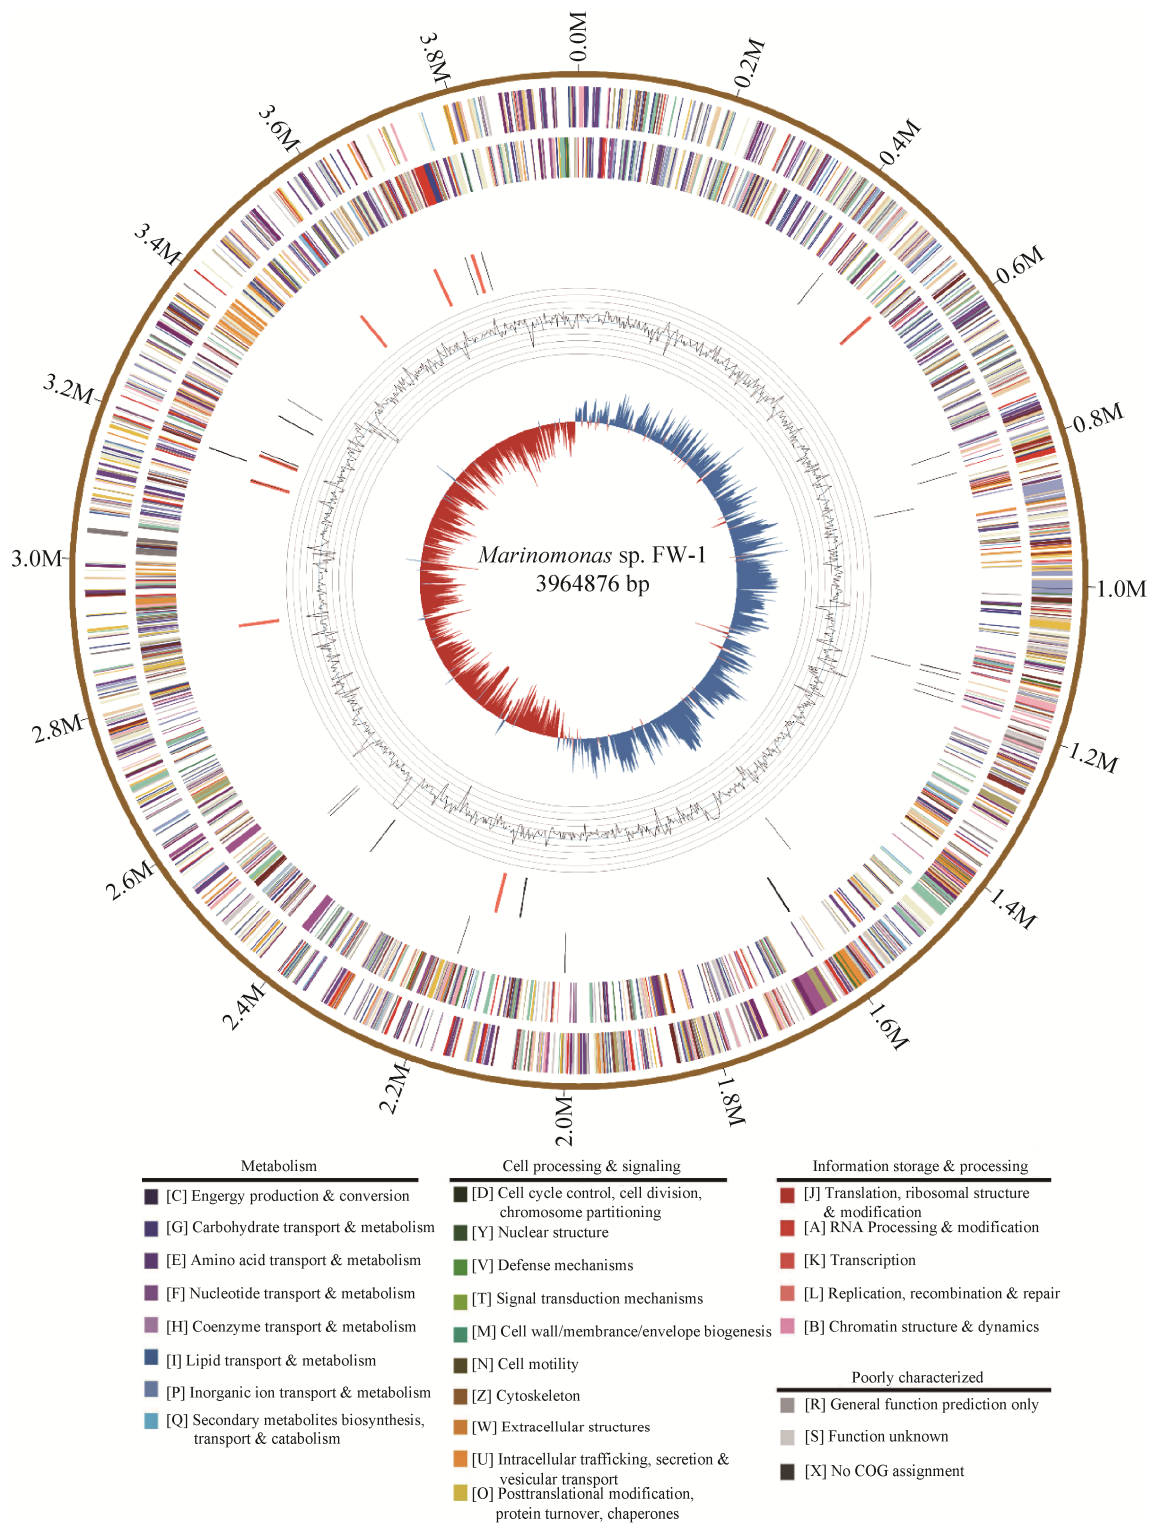 0.0M
0.2M
0.4M
0.6M
0.8M
1.0M
1.2M
1.4M
1.6M
1.8M
2.0M
2.2M
2.4M
2.6M
2.8M
3.0M
3.2M
3.4M
3.6M
3.8M
Marinomonas sp. FW-1
3964876 bp
Metabolism
[C] Engergy production & conversion
[G] Carbohydrate transport & metabolism
[E] Amino acid transport & metabolism
[F] Nucleotide transport & metabolism
[H] Coenzyme transport & metabolism
[I] Lipid transport & metabolism
[P] Inorganic ion transport & metabolism
[Q] Secondary metabolites biosynthesis,
transport & catabolism
Cell processing & signaling
[D] Cell cycle control, cell division,
chromosome partitioning
[Y] Nuclear structure
[V] Defense mechanisms
[T] Signal transduction mechanisms
[M] Cell wall/membrance/envelope biogenesis
[N] Cell motility
[Z] Cytoskeleton
[W] Extracellular structures
[U] Intracellular trafficking, secretion &
vesicular transport
[O] Posttranslational modification,
protein turnover, chaperones
Information storage & processing
[J] Translation, ribosomal structure
& modification
[A] RNA Processing & modification
[K] Transcription
[L] Replication, recombination & repair
[B] Chromatin structure & dynamics
Poorly characterized
[R] General function prediction only
[S] Function unknown
[X] No COG assignment